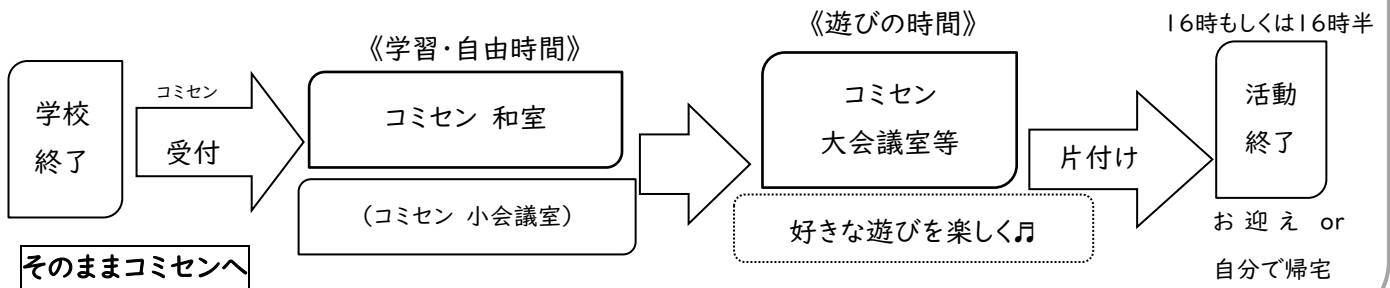 学校
終了
そのままコミセンへ
コミセン
受付
《学習・自由時間》
コミセン 和室
(コミセン 小会議室)
《遊びの時間》
コミセン
大会議室等
好きな遊びを楽しく♬
片付け
16時もしくは16時半
活動
終了
お 迎 え or
自分で帰宅